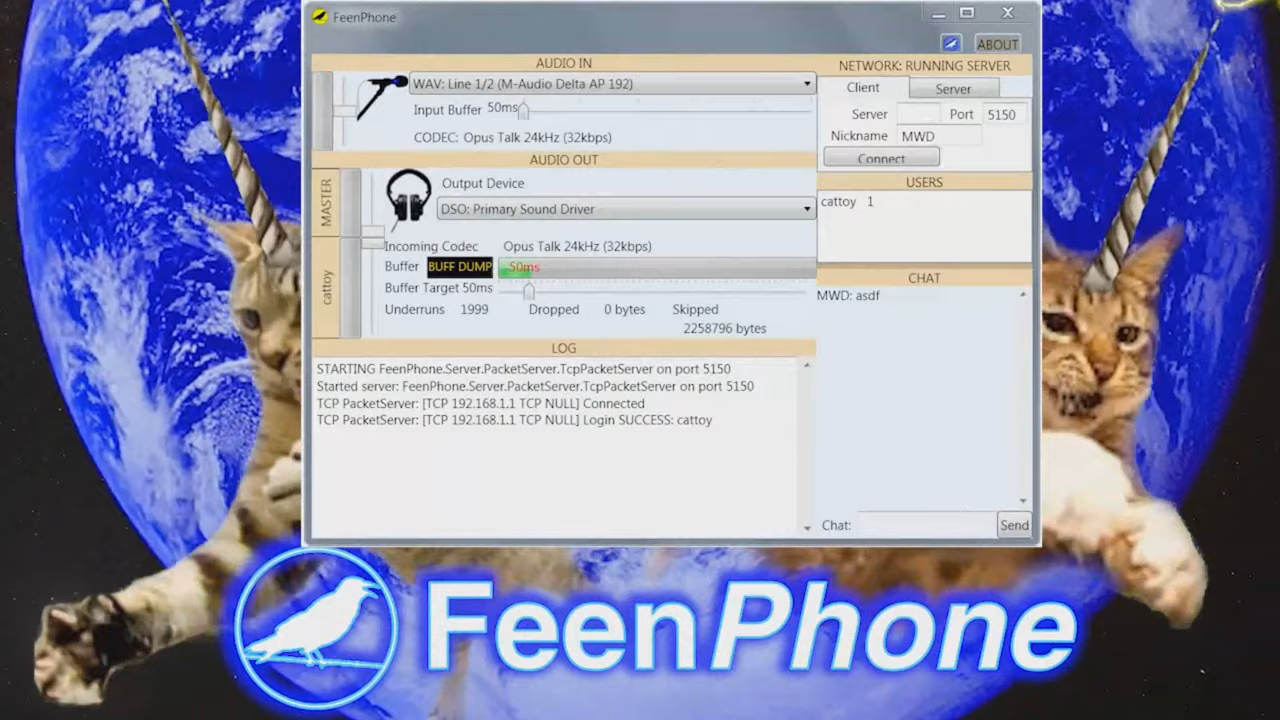 FeenPhone
ABOUT
AUDIO IN
WAV: Line 1/2 (M-Audio Delta AP 192)
Input Buffer 50ms
CODEC: Opus Talk 24kHz (32kbps)
AUDIO OUT
MASTER
Output Device
DSO: Primary Sound Driver
cattoy
Incoming Codec Opus Talk 24kHz (32kbps)
Buffer BUFF DUMP 50ms
Buffer Target 50ms
Underruns 1999 Dropped 0 bytes Skipped
2258796 bytes
LOG
STARTING FeenPhone.Server.PacketServer.TcpPacketServer on port 5150
Started server: FeenPhone.Server.PacketServer.TcpPacketServer on port 5150
TCP PacketServer: [TCP 192.168.1.1 TCP NULL] Connected
TCP PacketServer: [TCP 192.168.1.1 TCP NULL] Login SUCCESS: cattoy
NETWORK: RUNNING SERVER
Client Server
Server Port 5150
Nickname MWD
Connect
USERS
cattoy 1
CHAT
MWD: asdf
Chat: Send
FeenPhone